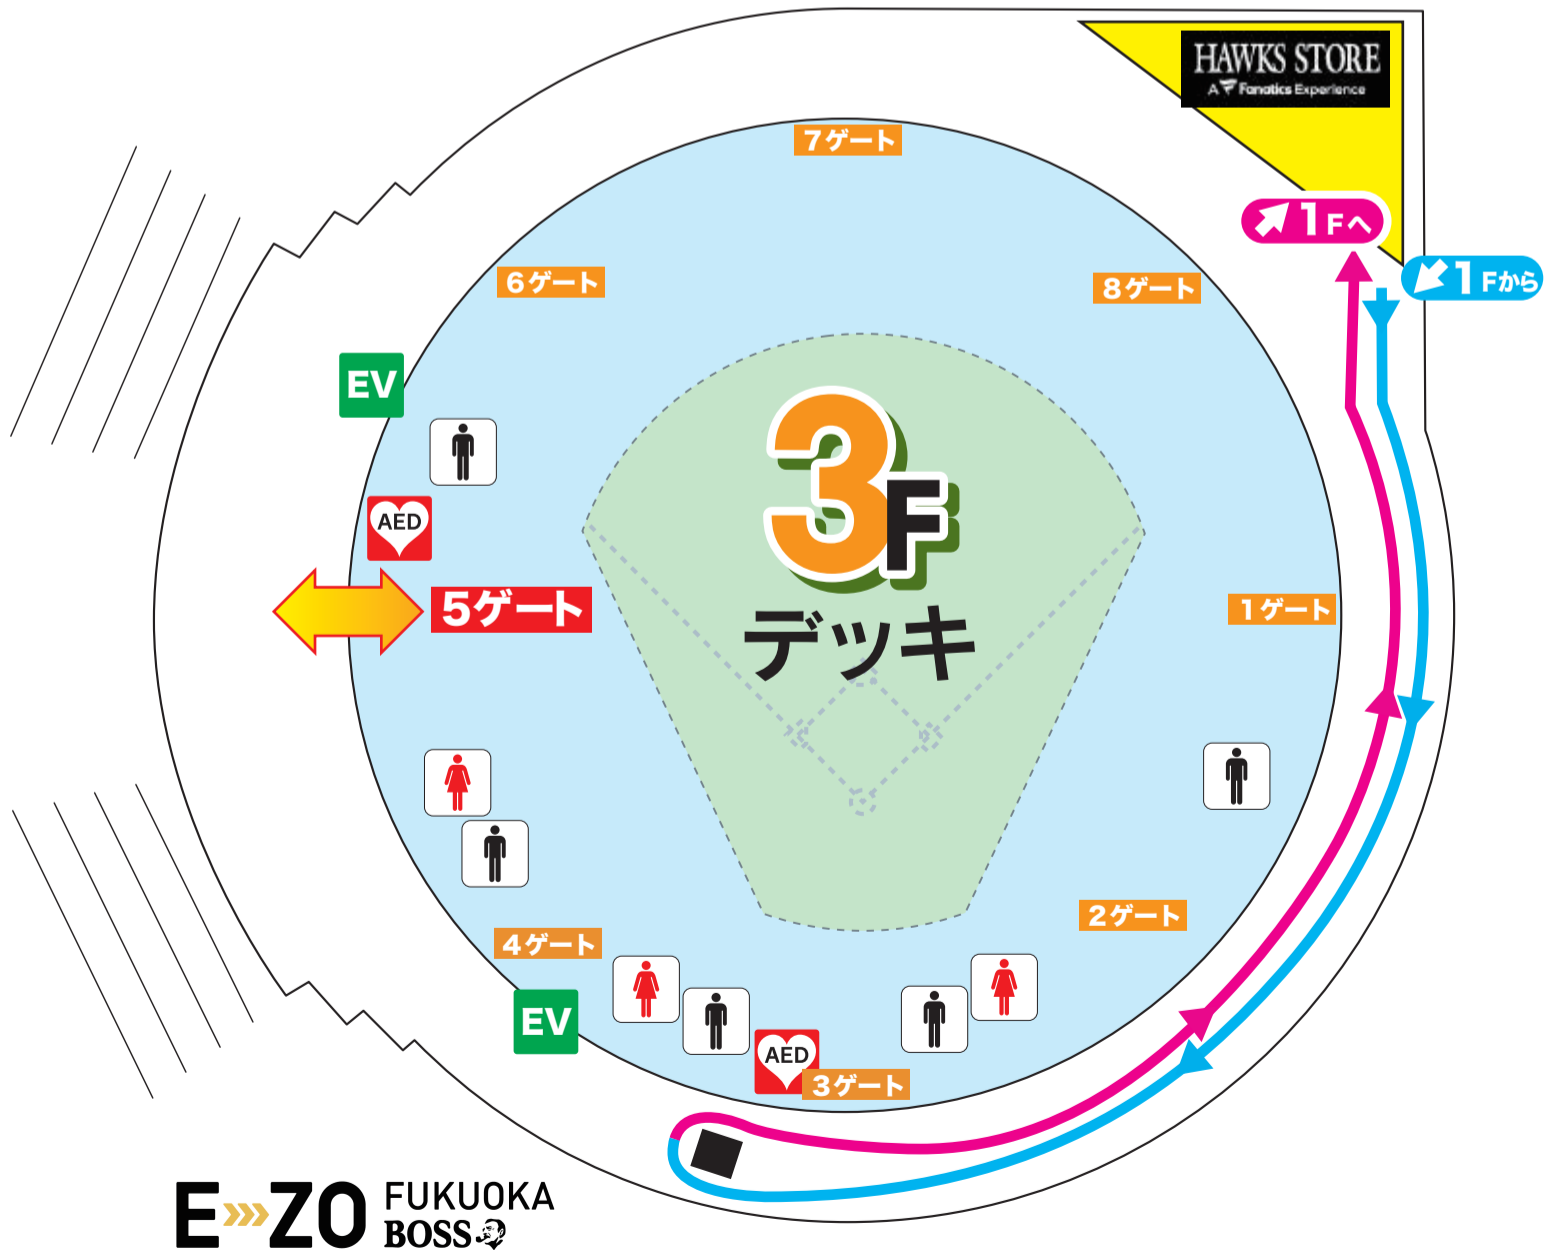 HAWKS STORE
A Fanatics Experience
7ゲート
1Fへ
6ゲート
8ゲート
1Fから
EV
3F
デッキ
AED
5ゲート
1ゲート
2ゲート
4ゲート
EV
AED
3ゲート
E ZO
FUKUOKA
BOSS